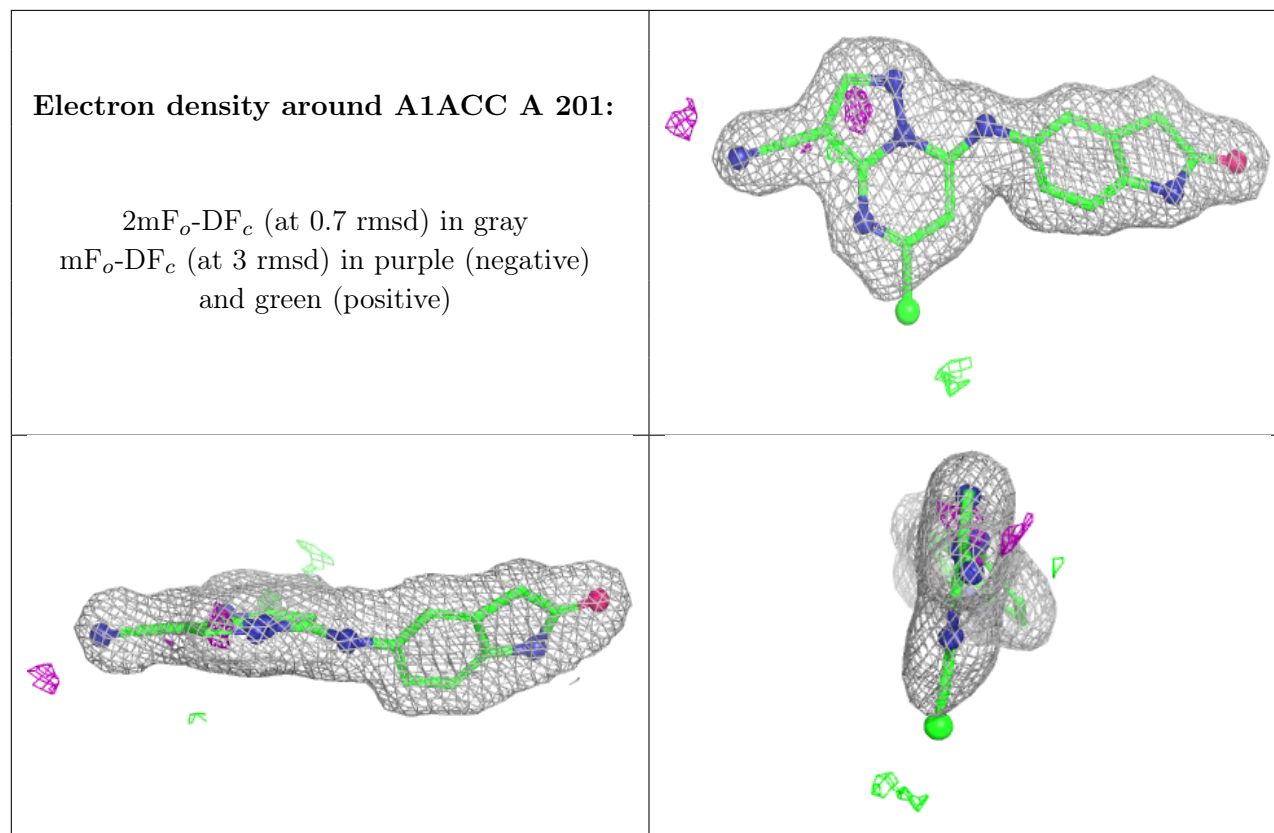 Electron density around A1ACC A 201:
2mFo-DFc (at 0.7 rmsd) in gray
mFo-DFc (at 3 rmsd) in purple (negative)
and green (positive)